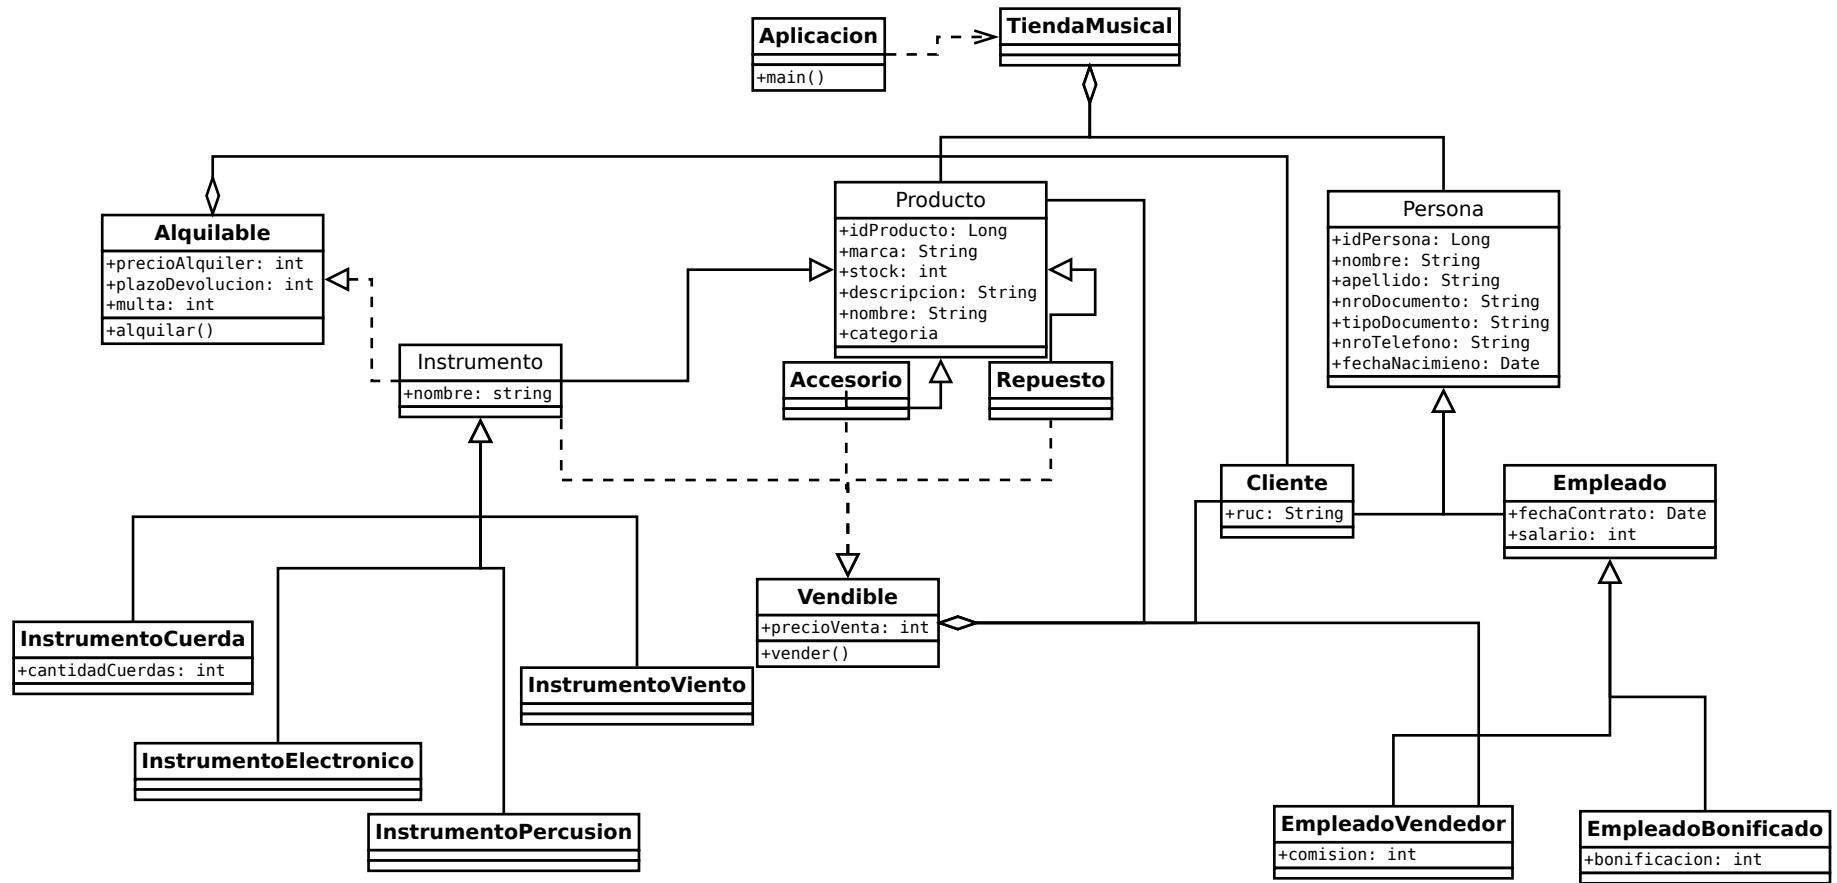 Aplicacion
+main()
TiendaMusical
Alquilable
+precioAlquiler: int
+plazoDevolucion: int
+multa: int
+alquilar()
Producto
+idProducto: Long
+marca: String
+stock: int
+descripcion: String
+nombre: String
+categoria
Persona
+idPersona: Long
+nombre: String
+apellido: String
+nroDocumento: String
+tipoDocumento: String
+nroTelefono: String
+fechaNacimieno: Date
Instrumento
+nombre: string
Accesorio
Repuesto
Cliente
+ruc: String
Empleado
+fechaContrato: Date
+salario: int
Vendible
+precioVenta: int
+vender()
InstrumentoCuerda
+cantidadCuerdas: int
InstrumentoViento
InstrumentoElectronico
InstrumentoPercusion
EmpleadoVendedor
+comision: int
EmpleadoBonificado
+bonificacion: int